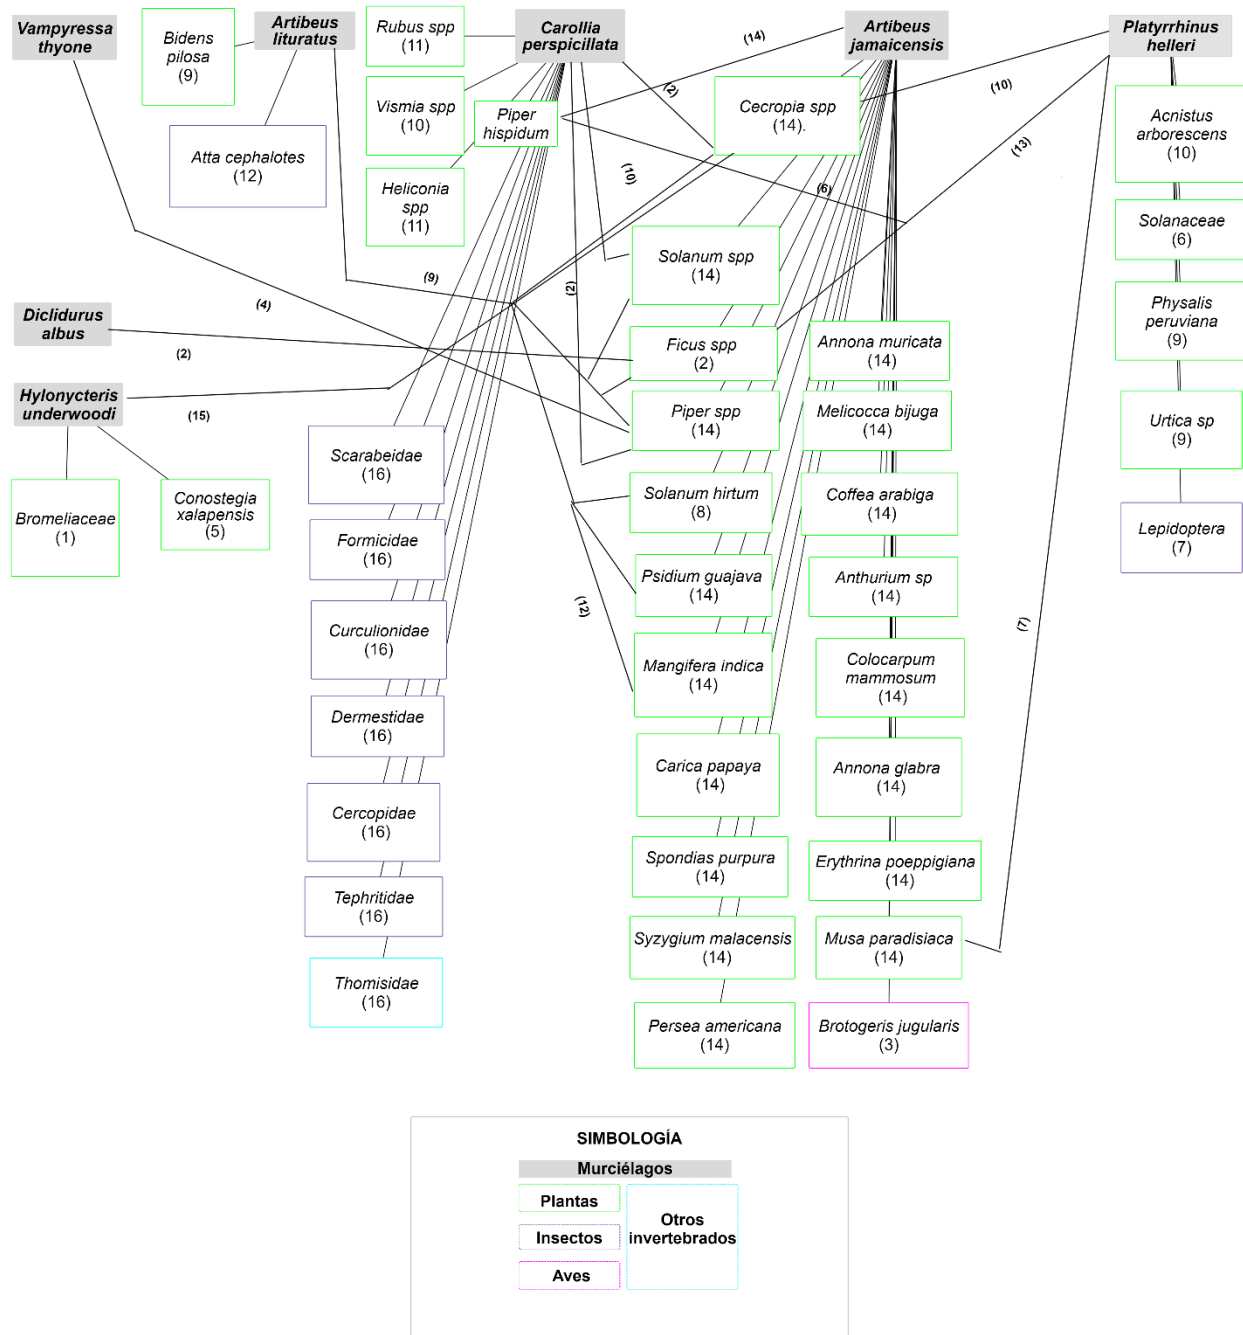 Vampyressa
thyone
Bidens
pilosa
(9)
Artibeus
lituratus
Rubus spp
(11)
Carollia
perspicillata
(14)
Artibeus
jamaicensis
Platyrrhinus
helleri
Vismia spp
(10)
Piper
hispidum
(2)
Cecropia spp
(14).
(10)
Acnistus
arborescens
(10)
Atta cephalotes
(12)
Heliconia
spp
(11)
(10)
(6)
(13)
Solanaceae
(6)
Solanum spp
(14)
(9)
(2)
(4)
Physalis
peruviana
(9)
Diclidurus
albus
(2)
Ficus spp
(2)
Annona muricata
(14)
Hylonycteris
underwoodi
(15)
Piper spp
(14)
Melicocca bijuga
(14)
Urtica sp
(9)
Scarabeidae
(16)
Bromeliaceae
(1)
Conostegia
xalapensis
(5)
Solanum hirtum
(8)
Coffea arabiga
(14)
Lepidoptera
(7)
Formicidae
(16)
Psidium guajava
(14)
Anthurium sp
(14)
(12)
(7)
Curculionidae
(16)
Mangifera indica
(14)
Colocarpum
mammosum
(14)
Dermestidae
(16)
Carica papaya
(14)
Annona glabra
(14)
Cercopidae
(16)
Spondias purpura
(14)
Erythrina poeppigiana
(14)
Tephritidae
(16)
Syzygium malacensis
(14)
Musa paradisiaca
(14)
Thomisidae
(16)
Persea americana
(14)
Brotogeris jugularis
(3)
SIMBOLOGÍA
Murciélagos
Plantas
Otros
invertebrados
Insectos
Aves